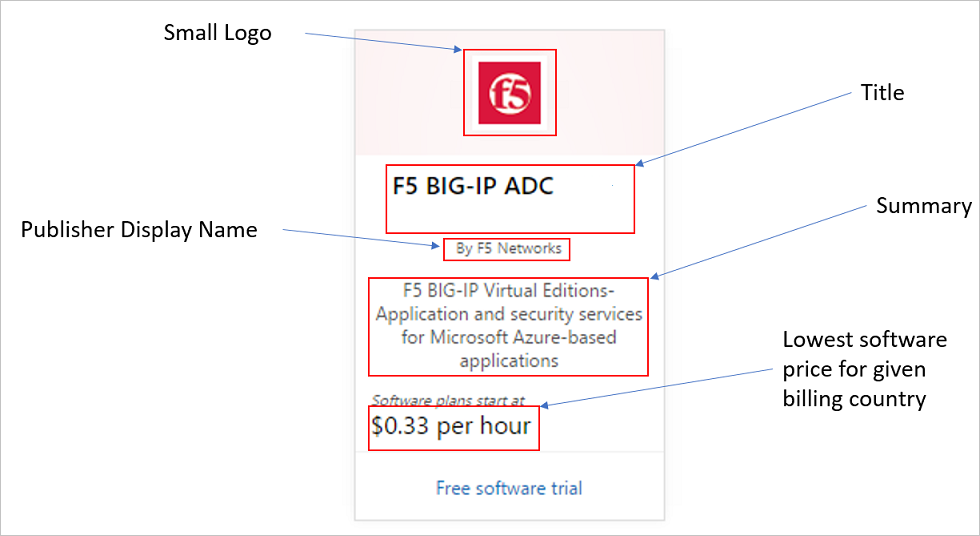 Small Logo
f5
Title
F5 BIG-IP ADC
Summary
Publisher Display Name
By F5 Networks
F5 BIG-IP Virtual Editions-
Application and security services
for Microsoft Azure-based
applications
Lowest software
price for given
billing country
Software plans start at
$0.33 per hour
Free software trial